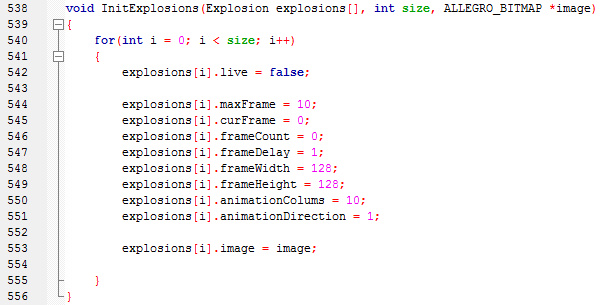 538 void InitExplosions(Explosion explosions[], int size, ALLEGRO_BITMAP *image)
539 {
540     for(int i = 0; i < size; i++)
541     {
542         explosions[i].live = false;
543
544         explosions[i].maxFrame = 10;
545         explosions[i].curFrame = 0;
546         explosions[i].frameCount = 0;
547         explosions[i].frameDelay = 1;
548         explosions[i].frameWidth = 128;
549         explosions[i].frameHeight = 128;
550         explosions[i].animationColums = 10;
551         explosions[i].animationDirection = 1;
552
553         explosions[i].image = image;
554
555     }
556 }